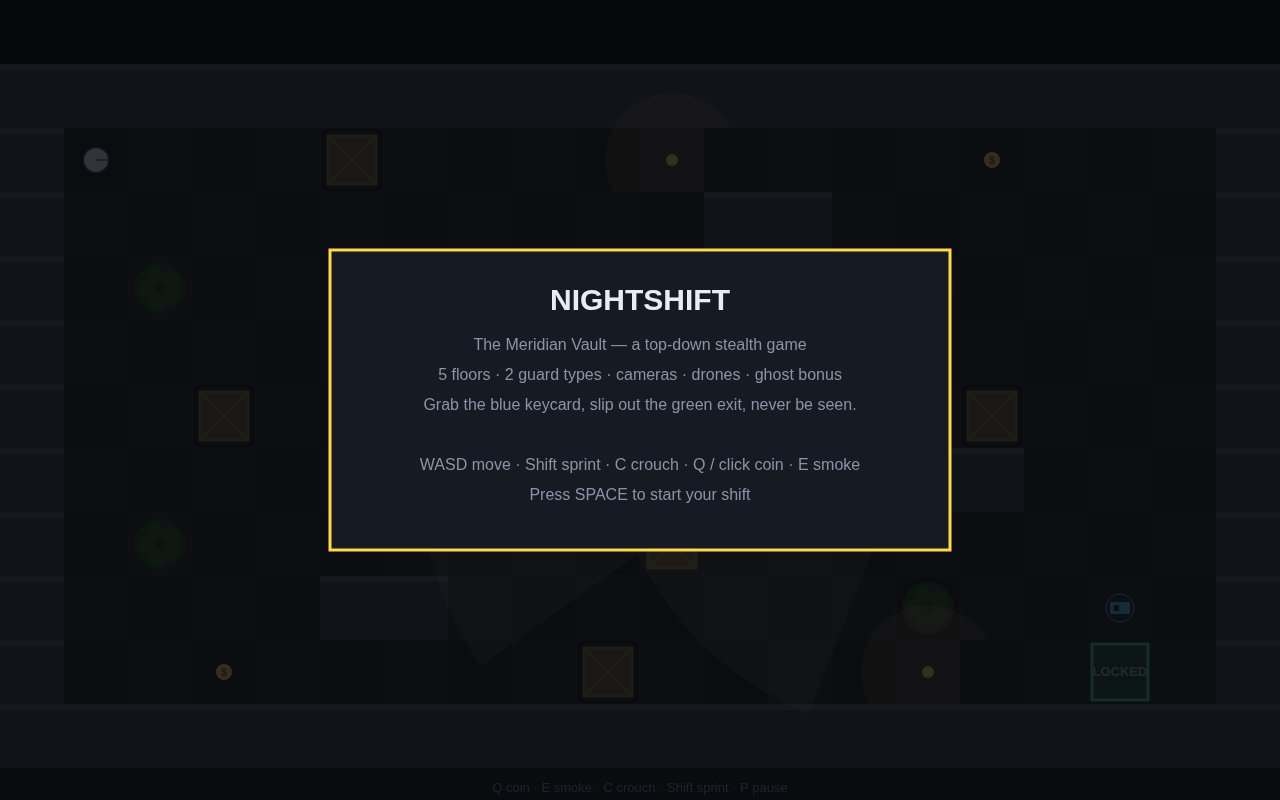 $
NIGHTSHIFT
The Meridian Vault — a top-down stealth game
5 floors · 2 guard types · cameras · drones · ghost bonus
Grab the blue keycard, slip out the green exit, never be seen.
WASD move · Shift sprint · C crouch · Q / click coin · E smoke
Press SPACE to start your shift
$
LOCKED
Q coin · E smoke · C crouch · Shift sprint · P pause